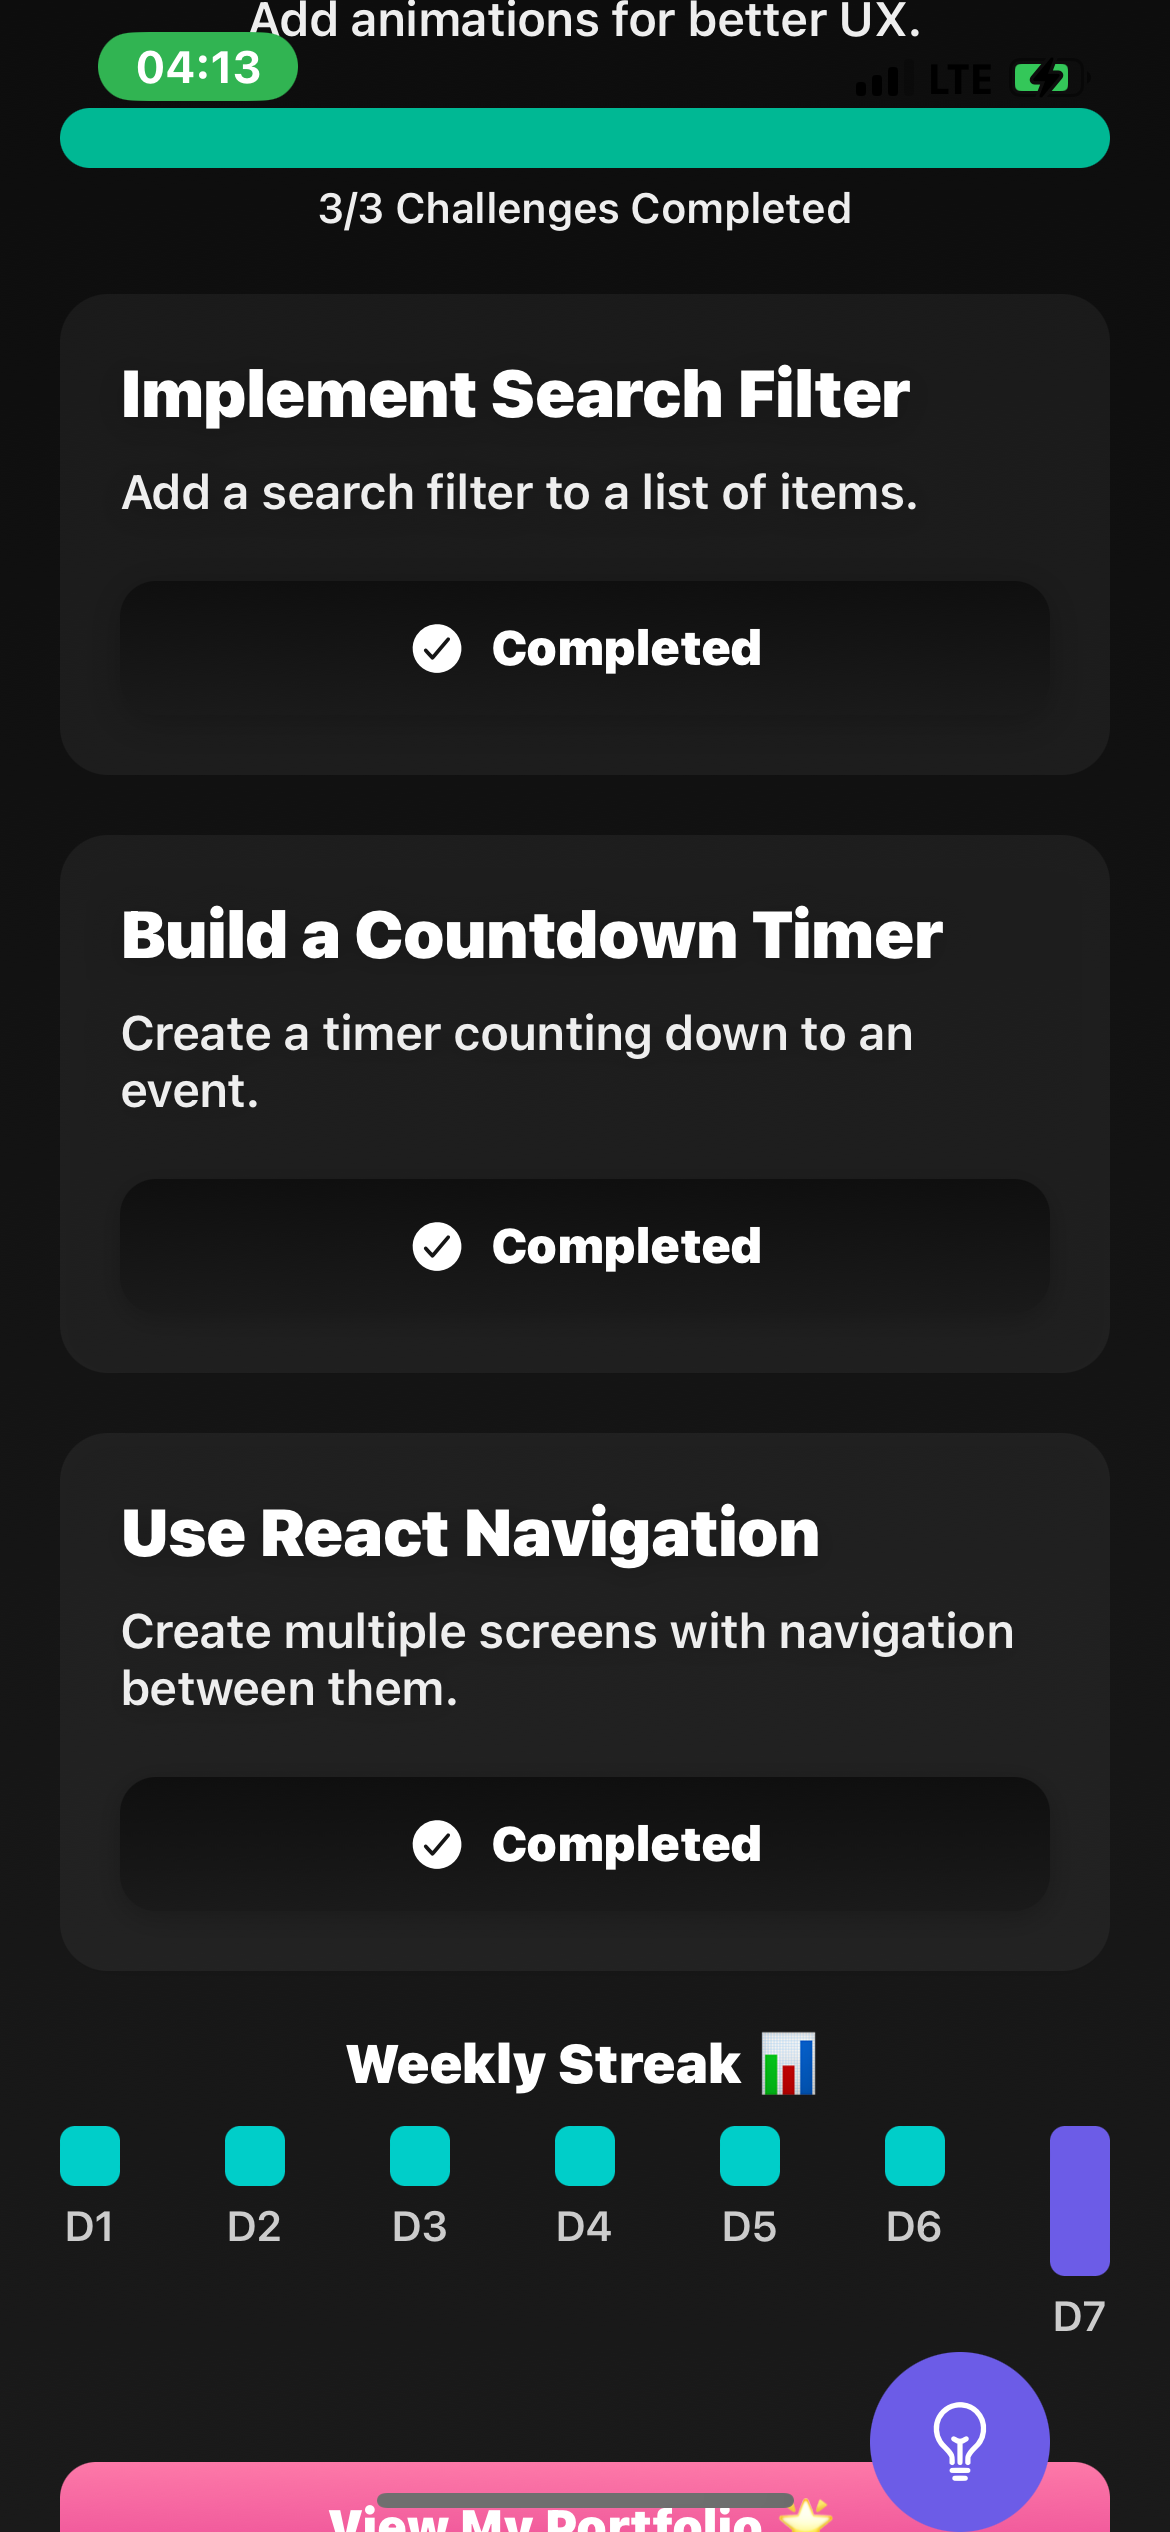 Add animations for better UX.
04:13
LTE
3/3 Challenges Completed
Implement Search Filter
Add a search filter to a list of items.
Completed
Build a Countdown Timer
Create a timer counting down to an
event.
Completed
Use React Navigation
Create multiple screens with navigation
between them.
Completed
Weekly Streak 📊
D1 D2 D3 D4 D5 D6 D7
View My Portfolio 🌟